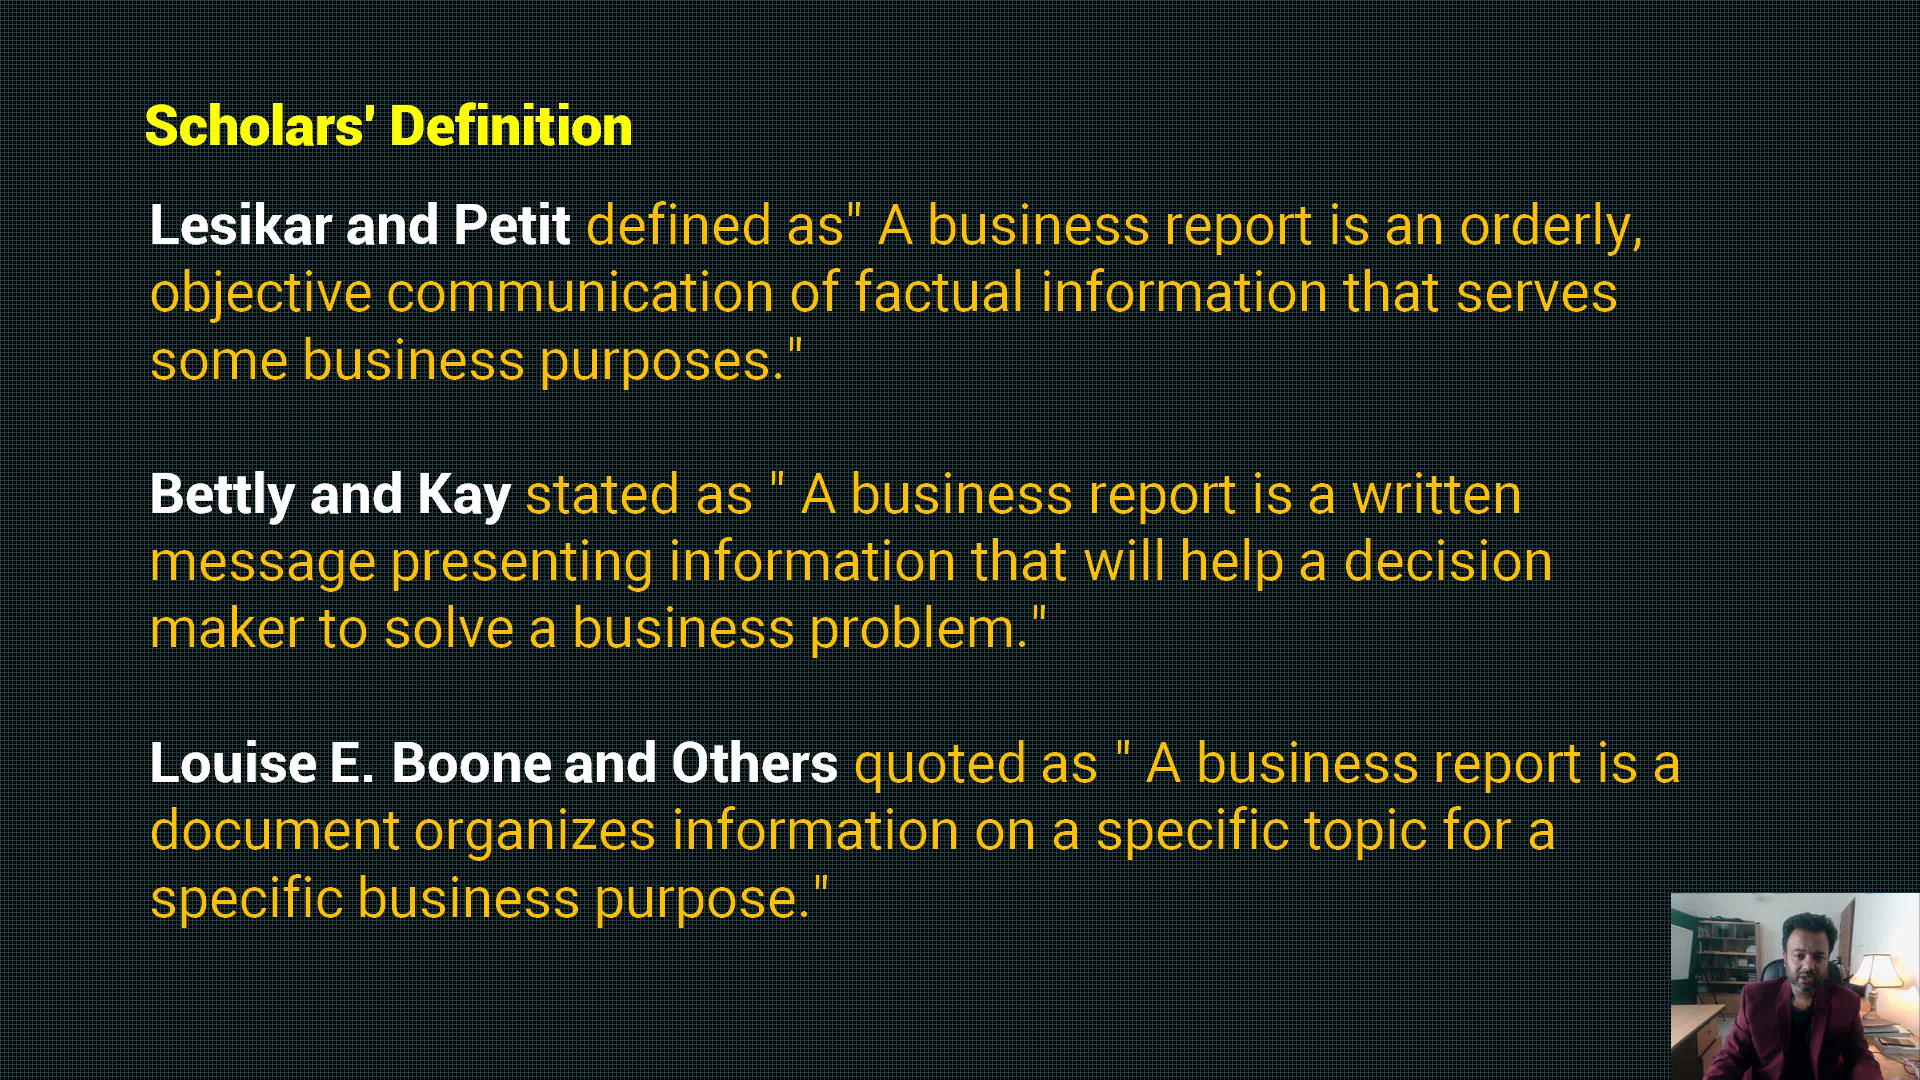 Scholars' Definition
Lesikar and Petit defined as" A business report is an orderly,
objective communication of factual information that serves
some business purposes."
Bettly and Kay stated as " A business report is a written
message presenting information that will help a decision
maker to solve a business problem."
Louise E. Boone and Others quoted as " A business report is a
document organizes information on a specific topic for a
specific business purpose."